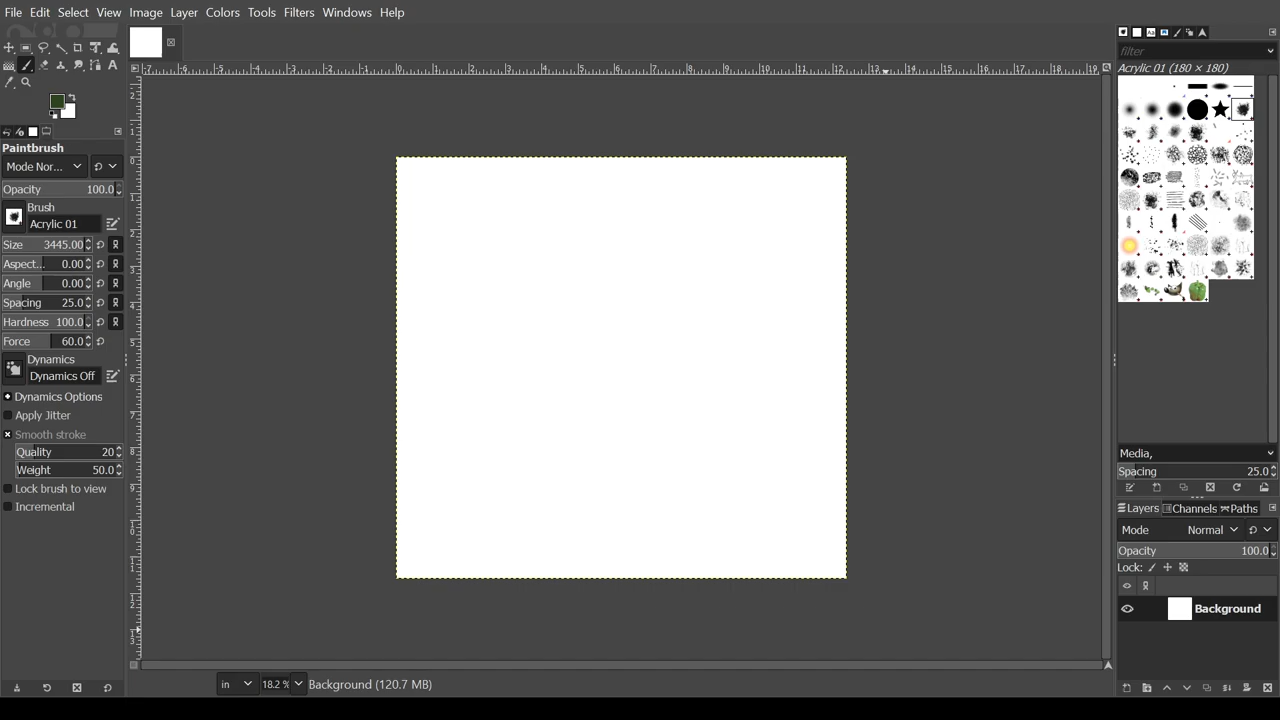 File Edit Select View Image Layer Colors Tools Filters Windows Help
filter
Acrylic 01 (180 × 180)
Paintbrush
Mode Nor...
Opacity 100.0
Brush
Acrylic 01
Size 3445.00
Aspect... 0.00
Angle 0.00
Spacing 25.0
Hardness 100.0
Force 60.0
Dynamics
Dynamics Off
Dynamics Options
Apply Jitter
Smooth stroke
Quality 20
Weight 50.0
Lock brush to view
Incremental
Media,
Spacing 25.0
Layers Channels Paths
Mode Normal
Opacity 100.0
Lock:
Background
in 18.2 % Background (120.7 MB)